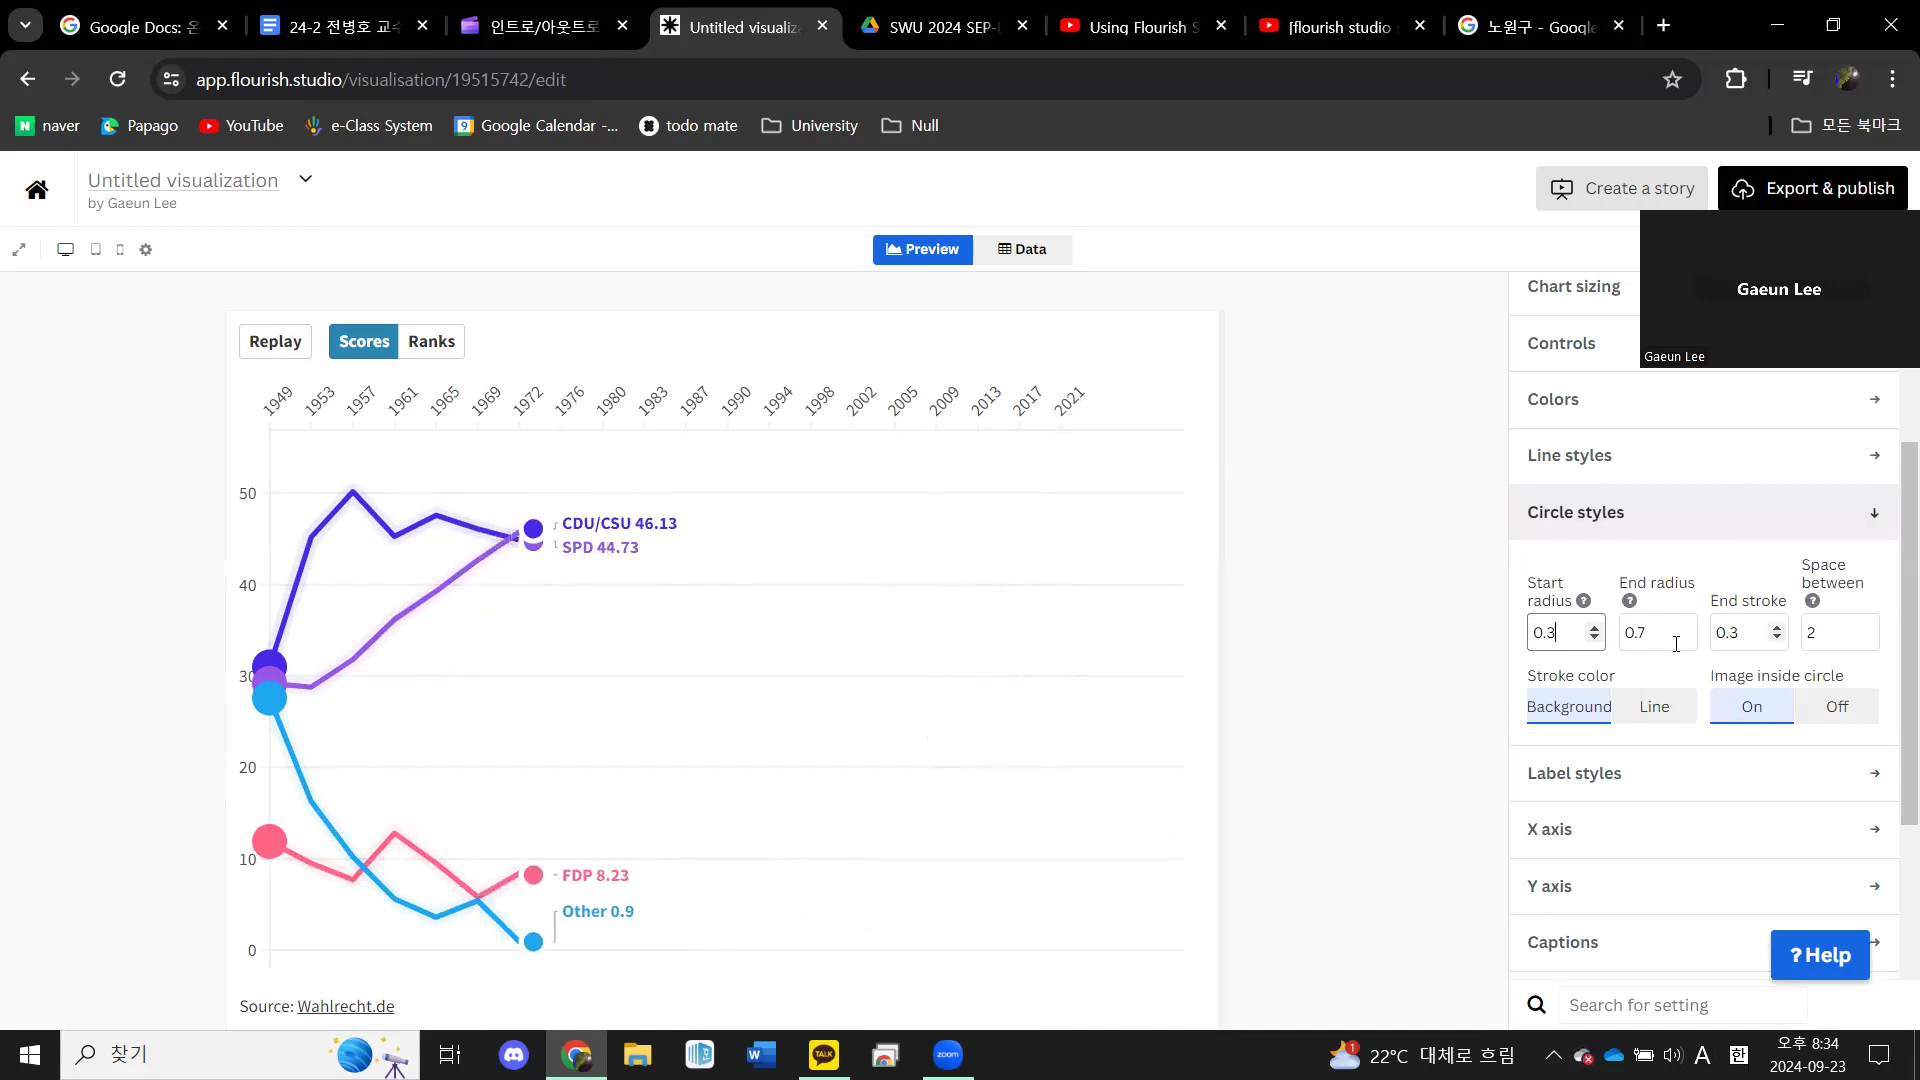 Google Docs: 온
24-2 전병호 교수
인트로/아웃트로
Untitled visualiz
SWU 2024 SEP-
Using Flourish S
[flourish studio
노원구 - Google
app.flourish.studio/visualisation/19515742/edit
naver
Papago
YouTube
e-Class System
Google Calendar -...
todo mate
University
Null
모든 북마크
Untitled visualization
by Gaeun Lee
Create a story
Export & publish
Preview
Data
Gaeun Lee
Gaeun Lee
Replay
Scores
Ranks
1949
1953
1957
1961
1965
1969
1972
1976
1980
1983
1987
1990
1994
1998
2002
2005
2009
2013
2017
2021
50
40
30
20
10
0
CDU/CSU 46.13
SPD 44.73
FDP 8.23
Other 0.9
Source: Wahlrecht.de
Chart sizing
Controls
Colors
Line styles
Circle styles
Start radius
End radius
End stroke
Space between
0.3
0.7
0.3
2
Stroke color
Image inside circle
Background
Line
On
Off
Label styles
X axis
Y axis
Captions
? Help
Search for setting
찾기
TALK
zoom
1
22°C 대체로 흐림
A
한
오후 8:34
2024-09-23